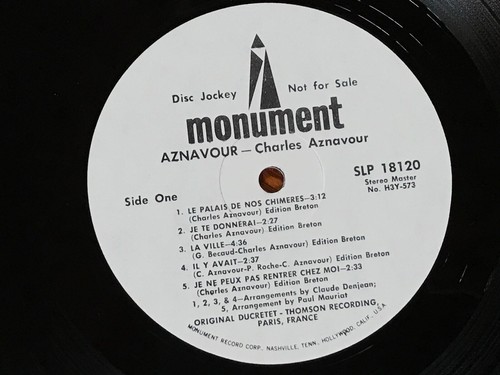 Disc Jockey Not for Sale
monument
AZNAVOUR — Charles Aznavour
SLP 18120
Stereo Master
No. H3Y-573
Side One
1. LE PALAIS DE NOS CHIMERES—3:12
(Charles Aznavour) Edition Breton
2. JE TE DONNERAI—2:27
(Charles Aznavour) Edition Breton
3. LA VILLE—4:36
(G. Becaud-Charles Aznavour) Edition Breton
4. IL Y AVAIT—2:37
(C. Aznavour-P. Roche-C. Aznavour) Edition Breton
5. JE NE PEUX PAS RENTRER CHEZ MOI—2:33
(Charles Aznavour) Edition Breton
1, 2, 3, & 4—Arrangements by Claude Denjean;
5, Arrangement by Paul Mauriat
ORIGINAL DUCRETET - THOMSON RECORDING,
PARIS, FRANCE
MONUMENT RECORD CORP., NASHVILLE, TENN., HOLLYWOOD, CALIF., U.S.A.